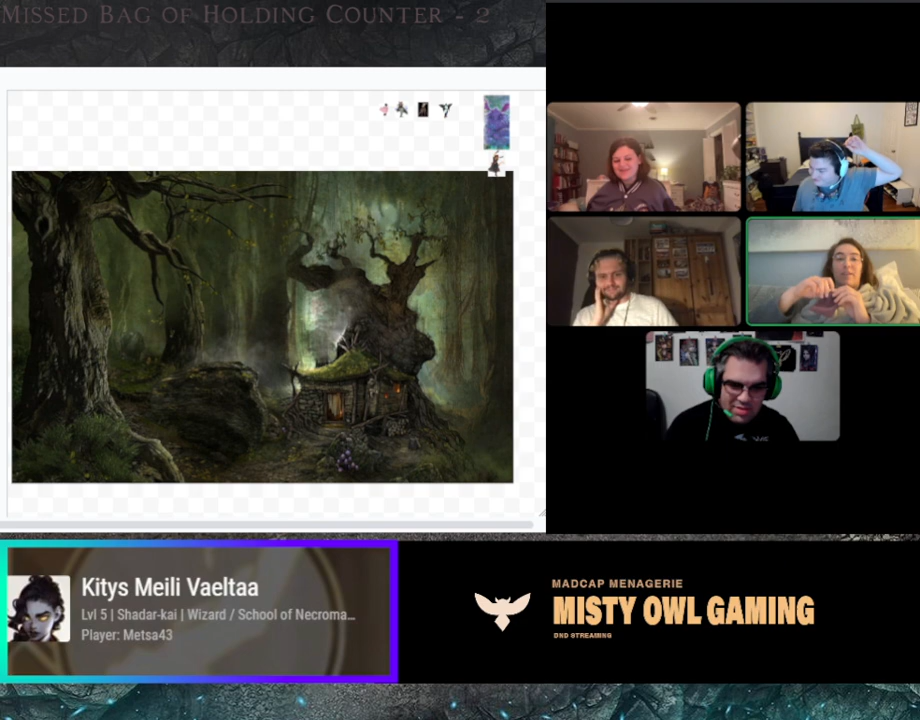 Missed Bag of Holding Counter - 2
Kitys Meili Vaeltaa
Lvl 5 | Shadar-kai | Wizard / School of Necroma...
Player: Metsa43
MADCAP MENAGERIE
MISTY OWL GAMING
DND STREAMING